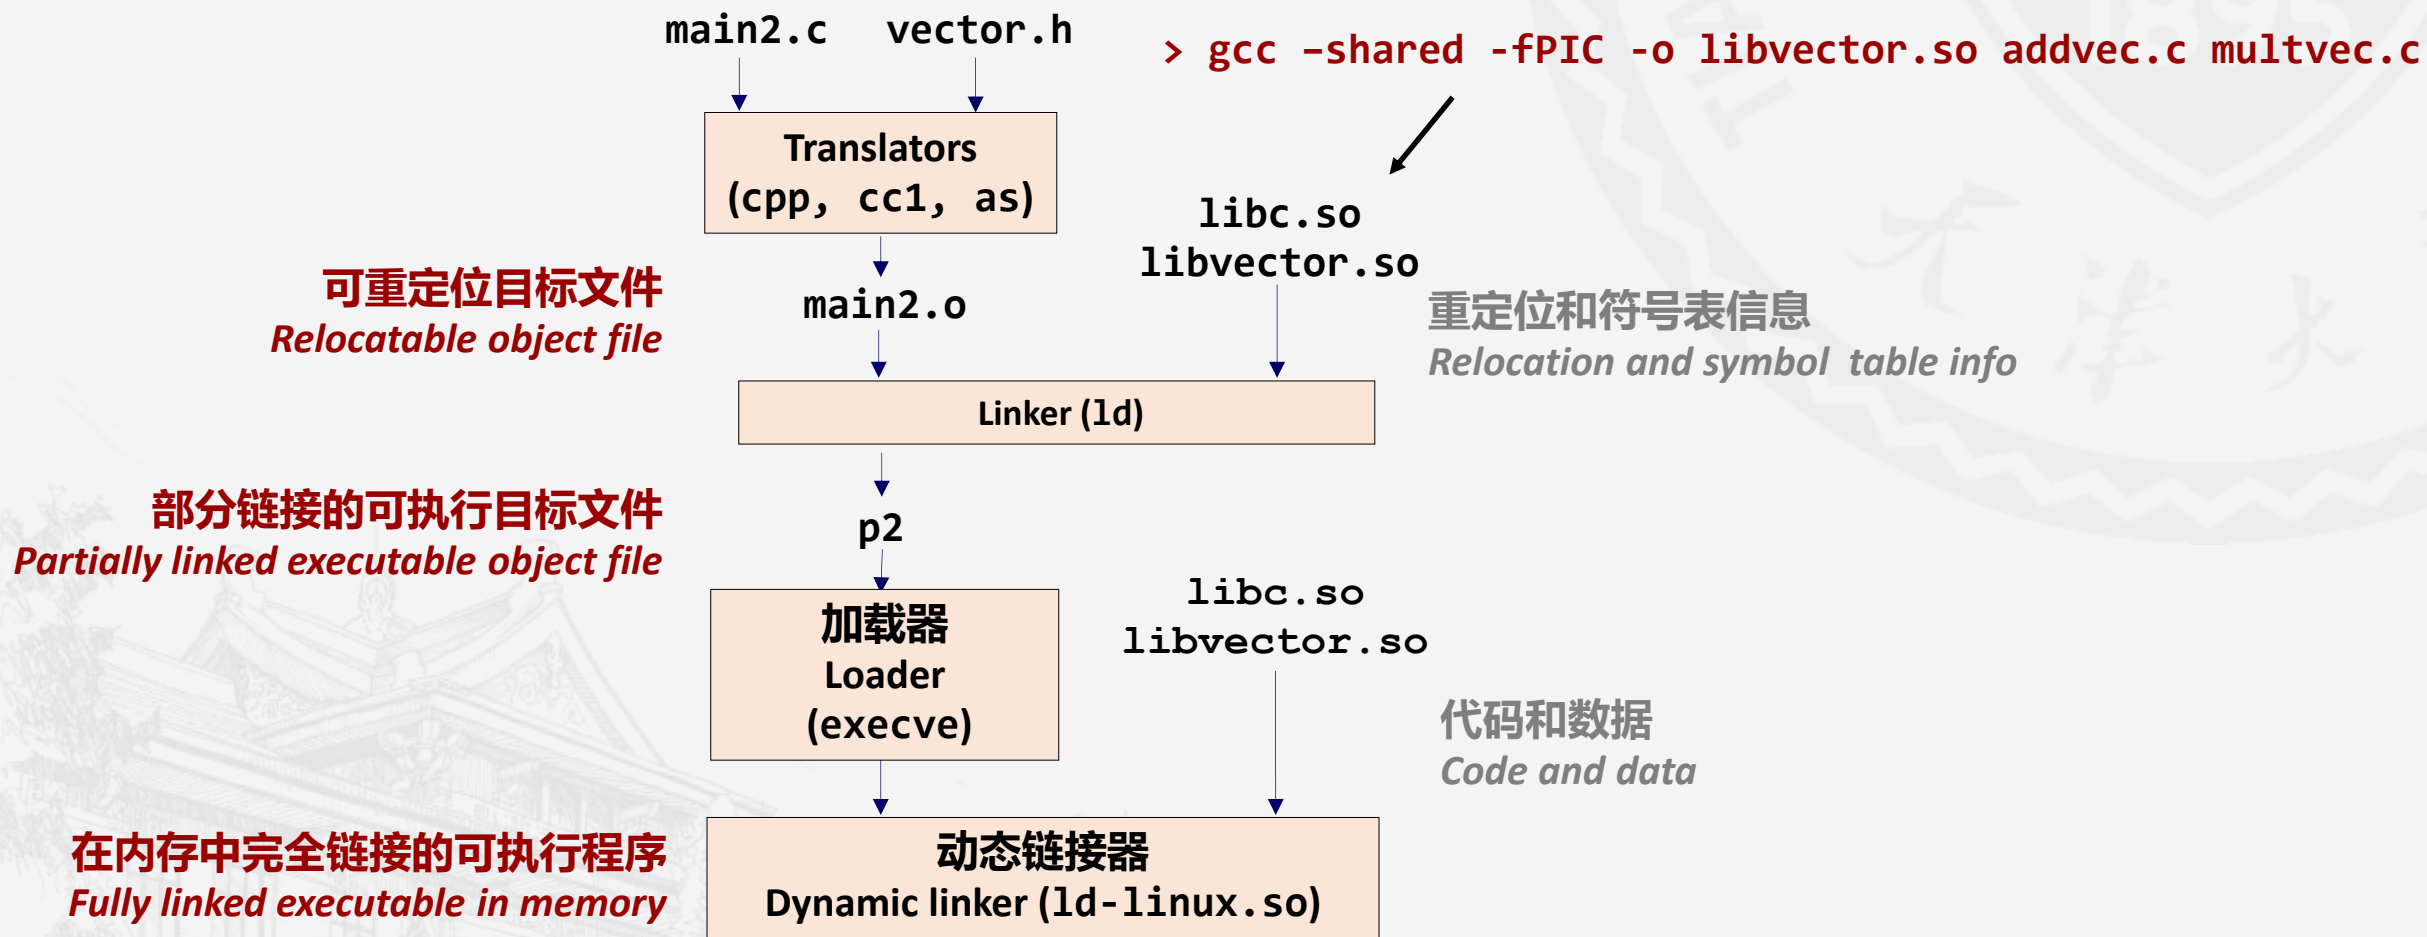 main2.c vector.h
> gcc –shared -fPIC -o libvector.so addvec.c multvec.c
Translators
(cpp, cc1, as)
libc.so
libvector.so
可重定位目标文件
Relocatable object file
main2.o
重定位和符号表信息
Relocation and symbol table info
Linker (ld)
部分链接的可执行目标文件
Partially linked executable object file
p2
libc.so
libvector.so
加载器
Loader
(execve)
代码和数据
Code and data
在内存中完全链接的可执行程序
Fully linked executable in memory
动态链接器
Dynamic linker (ld-linux.so)
1895